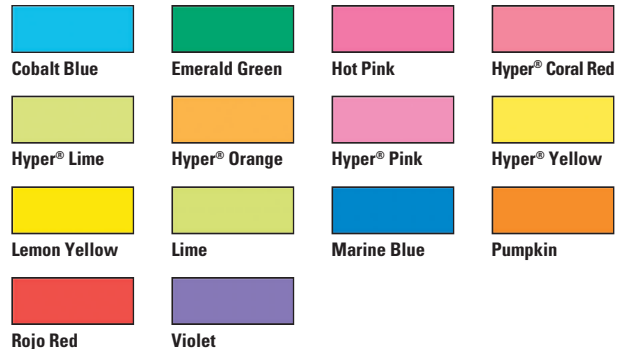 Cobalt Blue
Emerald Green
Hot Pink
Hyper® Coral Red
Hyper® Lime
Hyper® Orange
Hyper® Pink
Hyper® Yellow
Lemon Yellow
Lime
Marine Blue
Pumpkin
Rojo Red
Violet